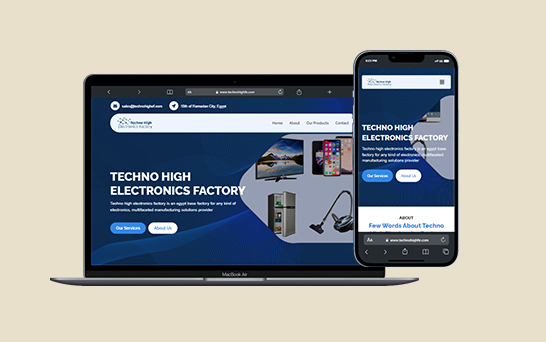 AA
www.technohighfe.com
sales@technohighef.com
10th of Ramadan City, Egypt
Techno High
Electronics Factory
Home
About
Our Products
Contact
TECHNO HIGH
ELECTRONICS FACTORY
Techno high electronics factory is an egypt base factory for any kind of
electronics, multifaceted manufacturing solutions provider
Our Services
About Us
MacBook Air
Techno High
Electronics Factory
TECHNO HIGH
ELECTRONICS FACTORY
Techno high electronics factory is an egypt base
factory for any kind of electronics, multifaceted
manufacturing solutions provider
Our Services
About Us
ABOUT
Few Words About Techno
AA
www.technohighfe.com